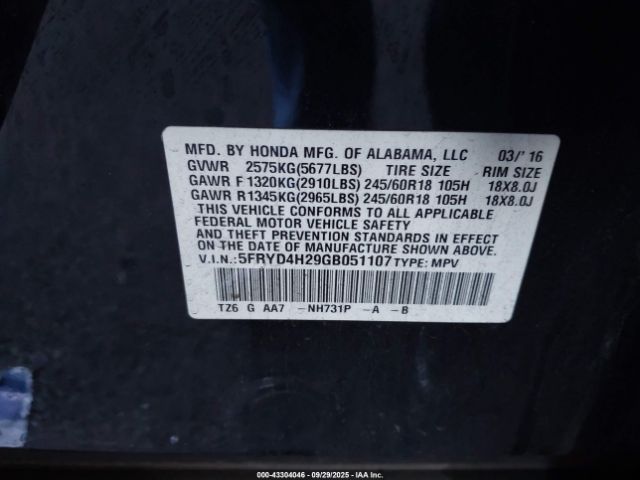 MFD. BY HONDA MFG. OF ALABAMA, LLC 03/'16
GVWR 2575KG(5677LBS) TIRE SIZE RIM SIZE
GAWR F 1320KG(2910LBS) 245/60R18 105H 18X8.0J
GAWR R1345KG(2965LBS) 245/60R18 105H 18X8.0J
THIS VEHICLE CONFORMS TO ALL APPLICABLE
FEDERAL MOTOR VEHICLE SAFETY
AND THEFT PREVENTION STANDARDS IN EFFECT
ON THE DATE OF MANUFACTURE SHOWN ABOVE.
V.I.N.: 5FRYD4H29GB051107 TYPE: MPV
TZ6 G AA7 -NH731P -A -B
000-43304046 - 09/29/2025 - IAA Inc.